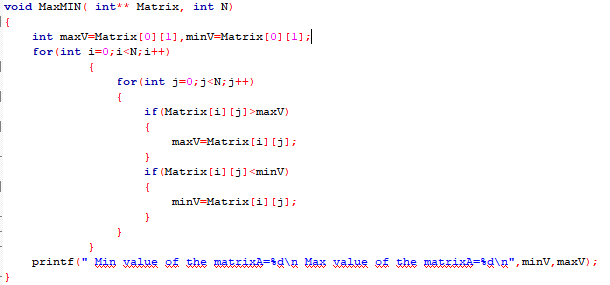 void MaxMIN( int** Matrix, int N)
{
int maxV=Matrix[0][1],minV=Matrix[0][1];
for(int i=0;i<N;i++)
{
for(int j=0;j<N;j++)
{
if(Matrix[i][j]>maxV)
{
maxV=Matrix[i][j];
}
if(Matrix[i][j]<minV)
{
minV=Matrix[i][j];
}
}
}
printf(" Min value of the matrixA=%d\n Max value of the matrixA=%d\n",minV,maxV);
}